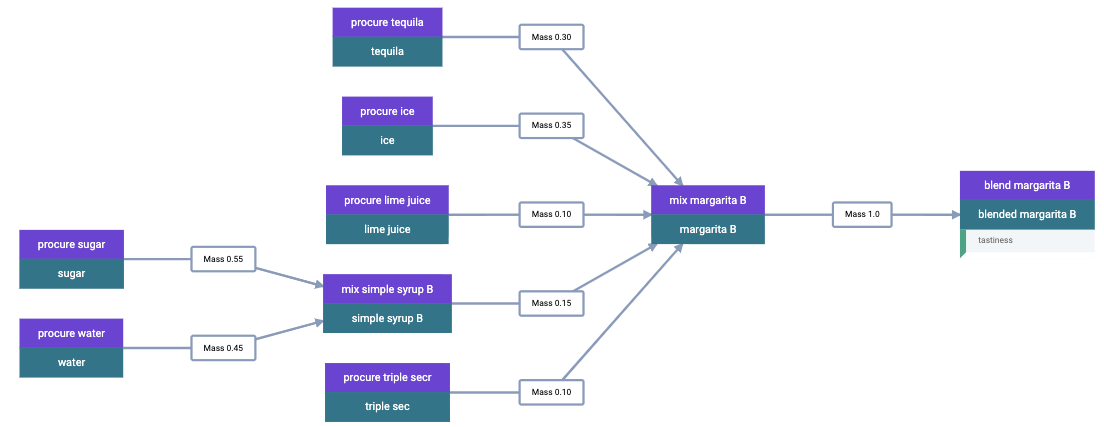 procure tequila
tequila
Mass 0.30
procure ice
ice
Mass 0.35
procure lime juice
lime juice
Mass 0.10
mix margarita B
margarita B
Mass 1.0
blend margarita B
blended margarita B
tastiness
procure sugar
sugar
Mass 0.55
procure water
water
Mass 0.45
mix simple syrup B
simple syrup B
Mass 0.15
procure triple secr
triple sec
Mass 0.10